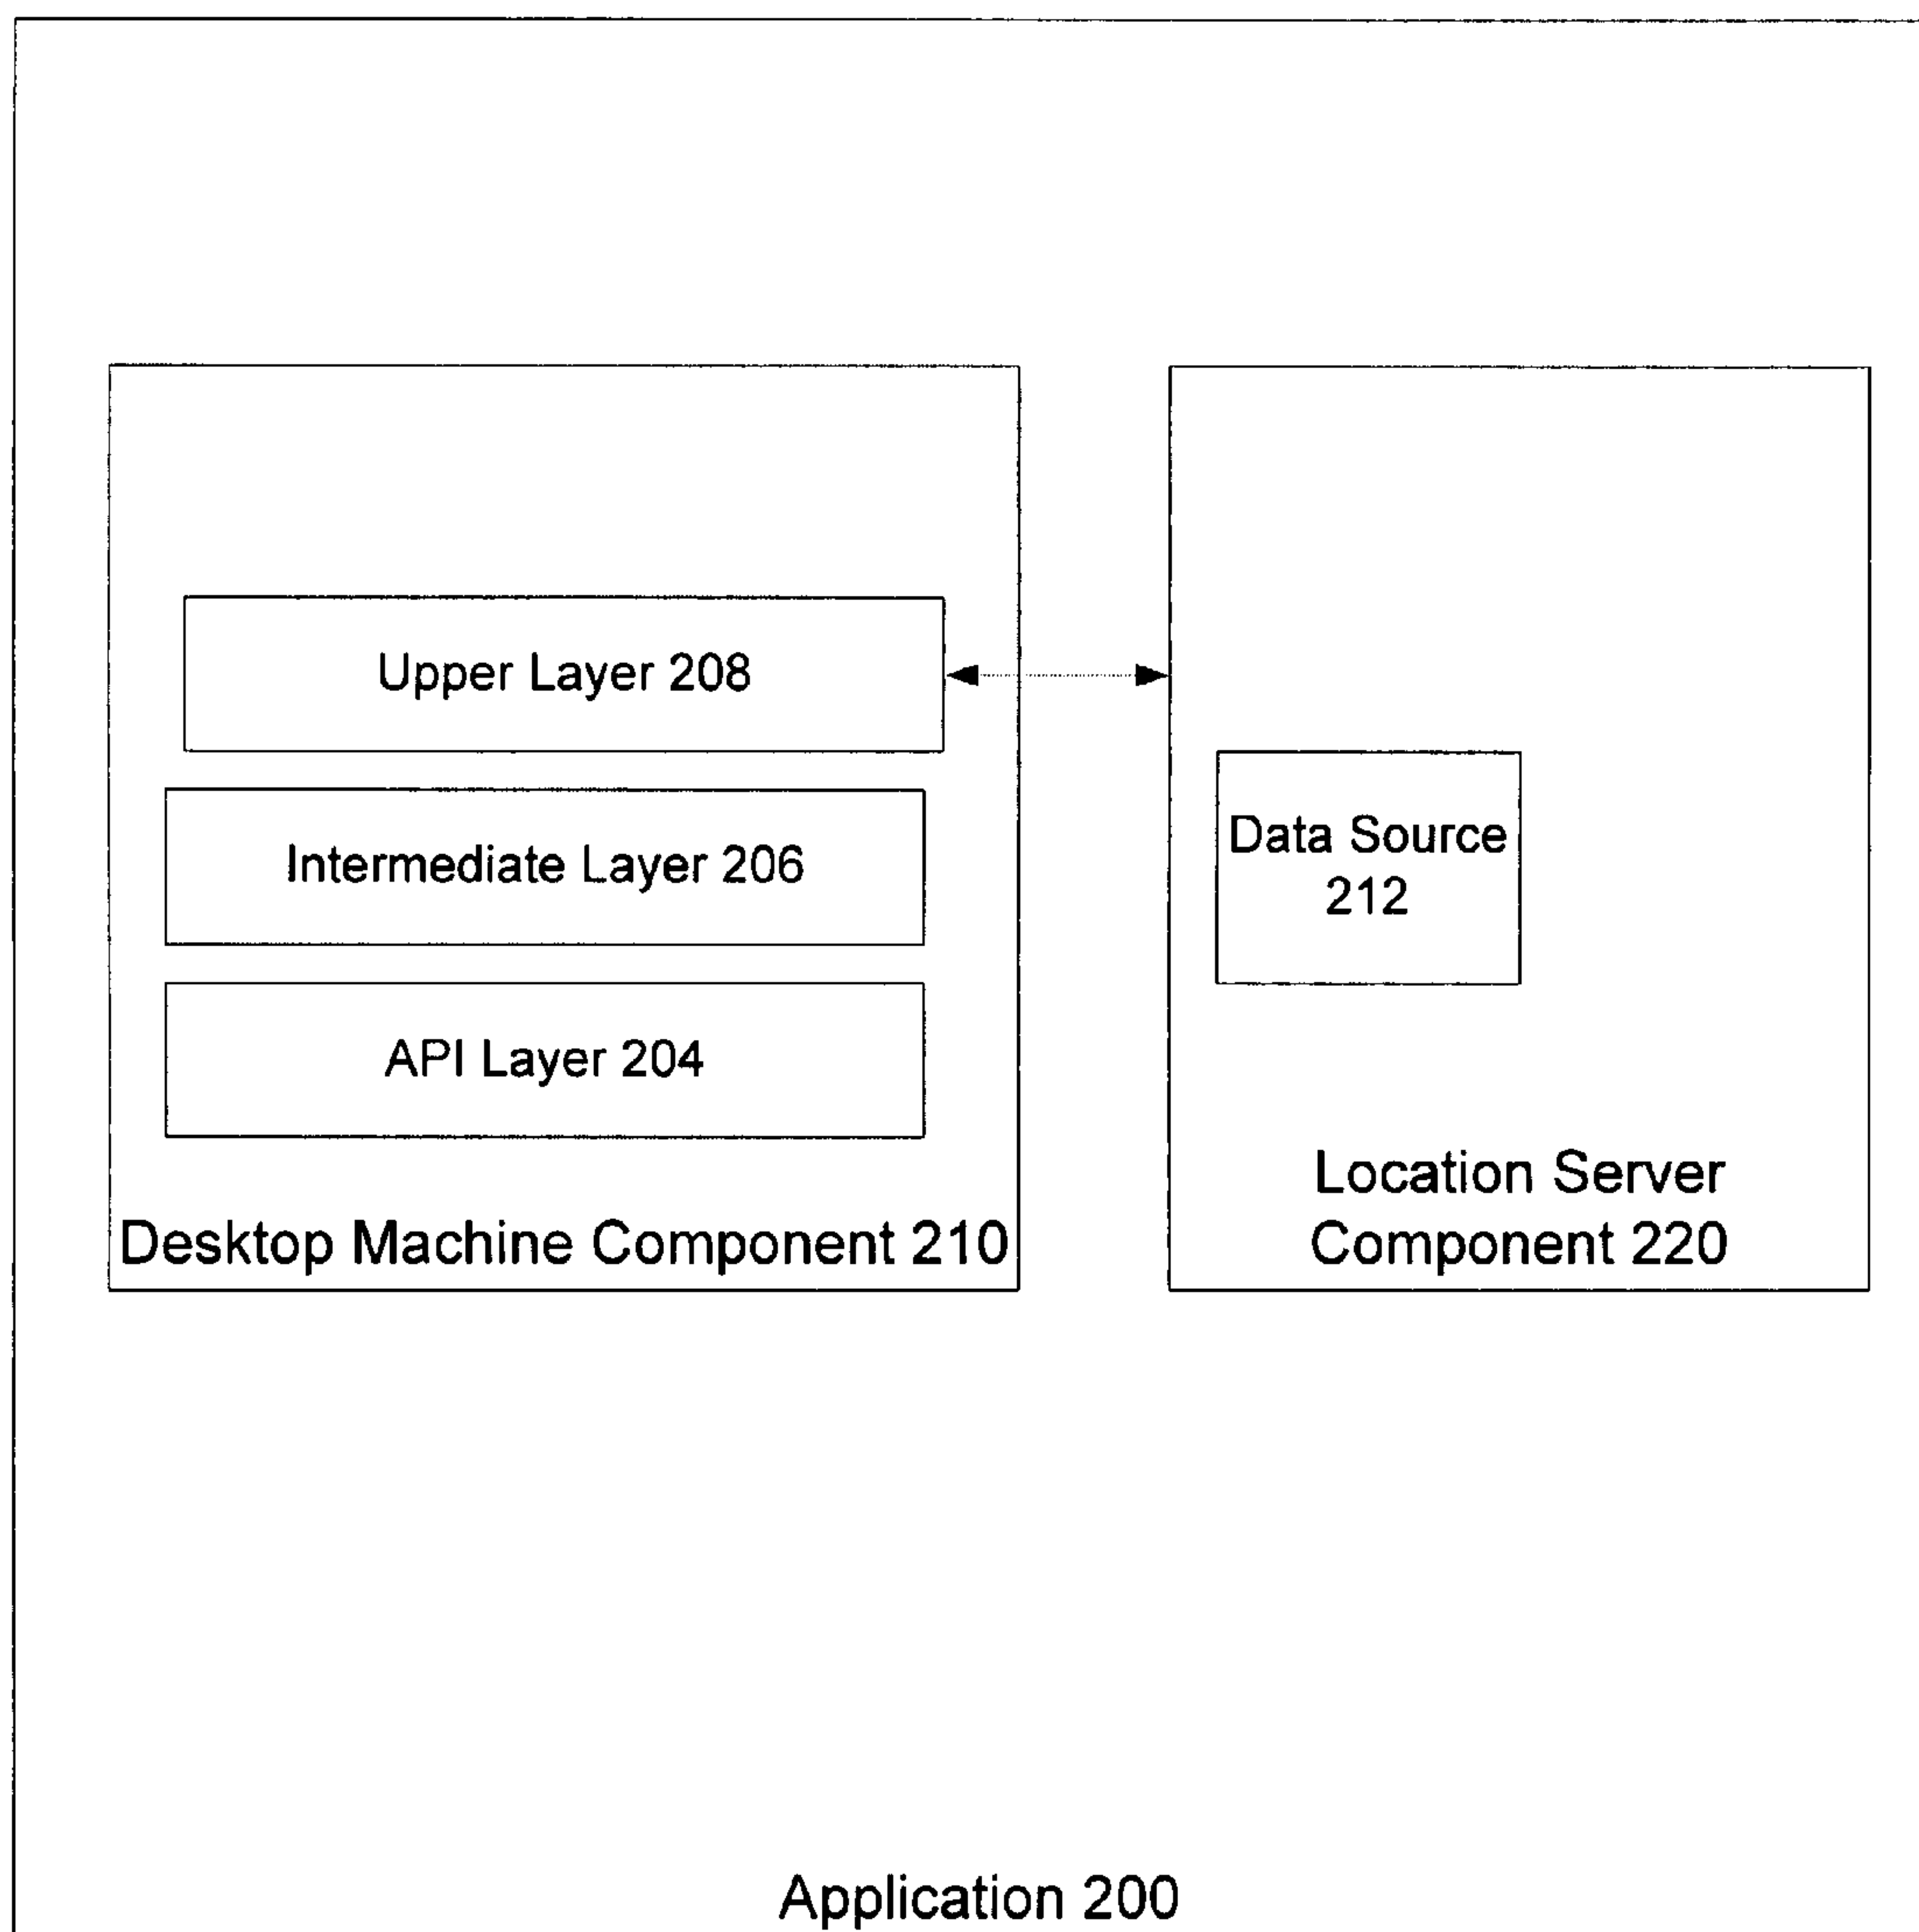 Upper Layer 208
Intermediate Layer 206
API Layer 204
Desktop Machine Component 210
Data Source
212
Location Server
Component 220
Application 200